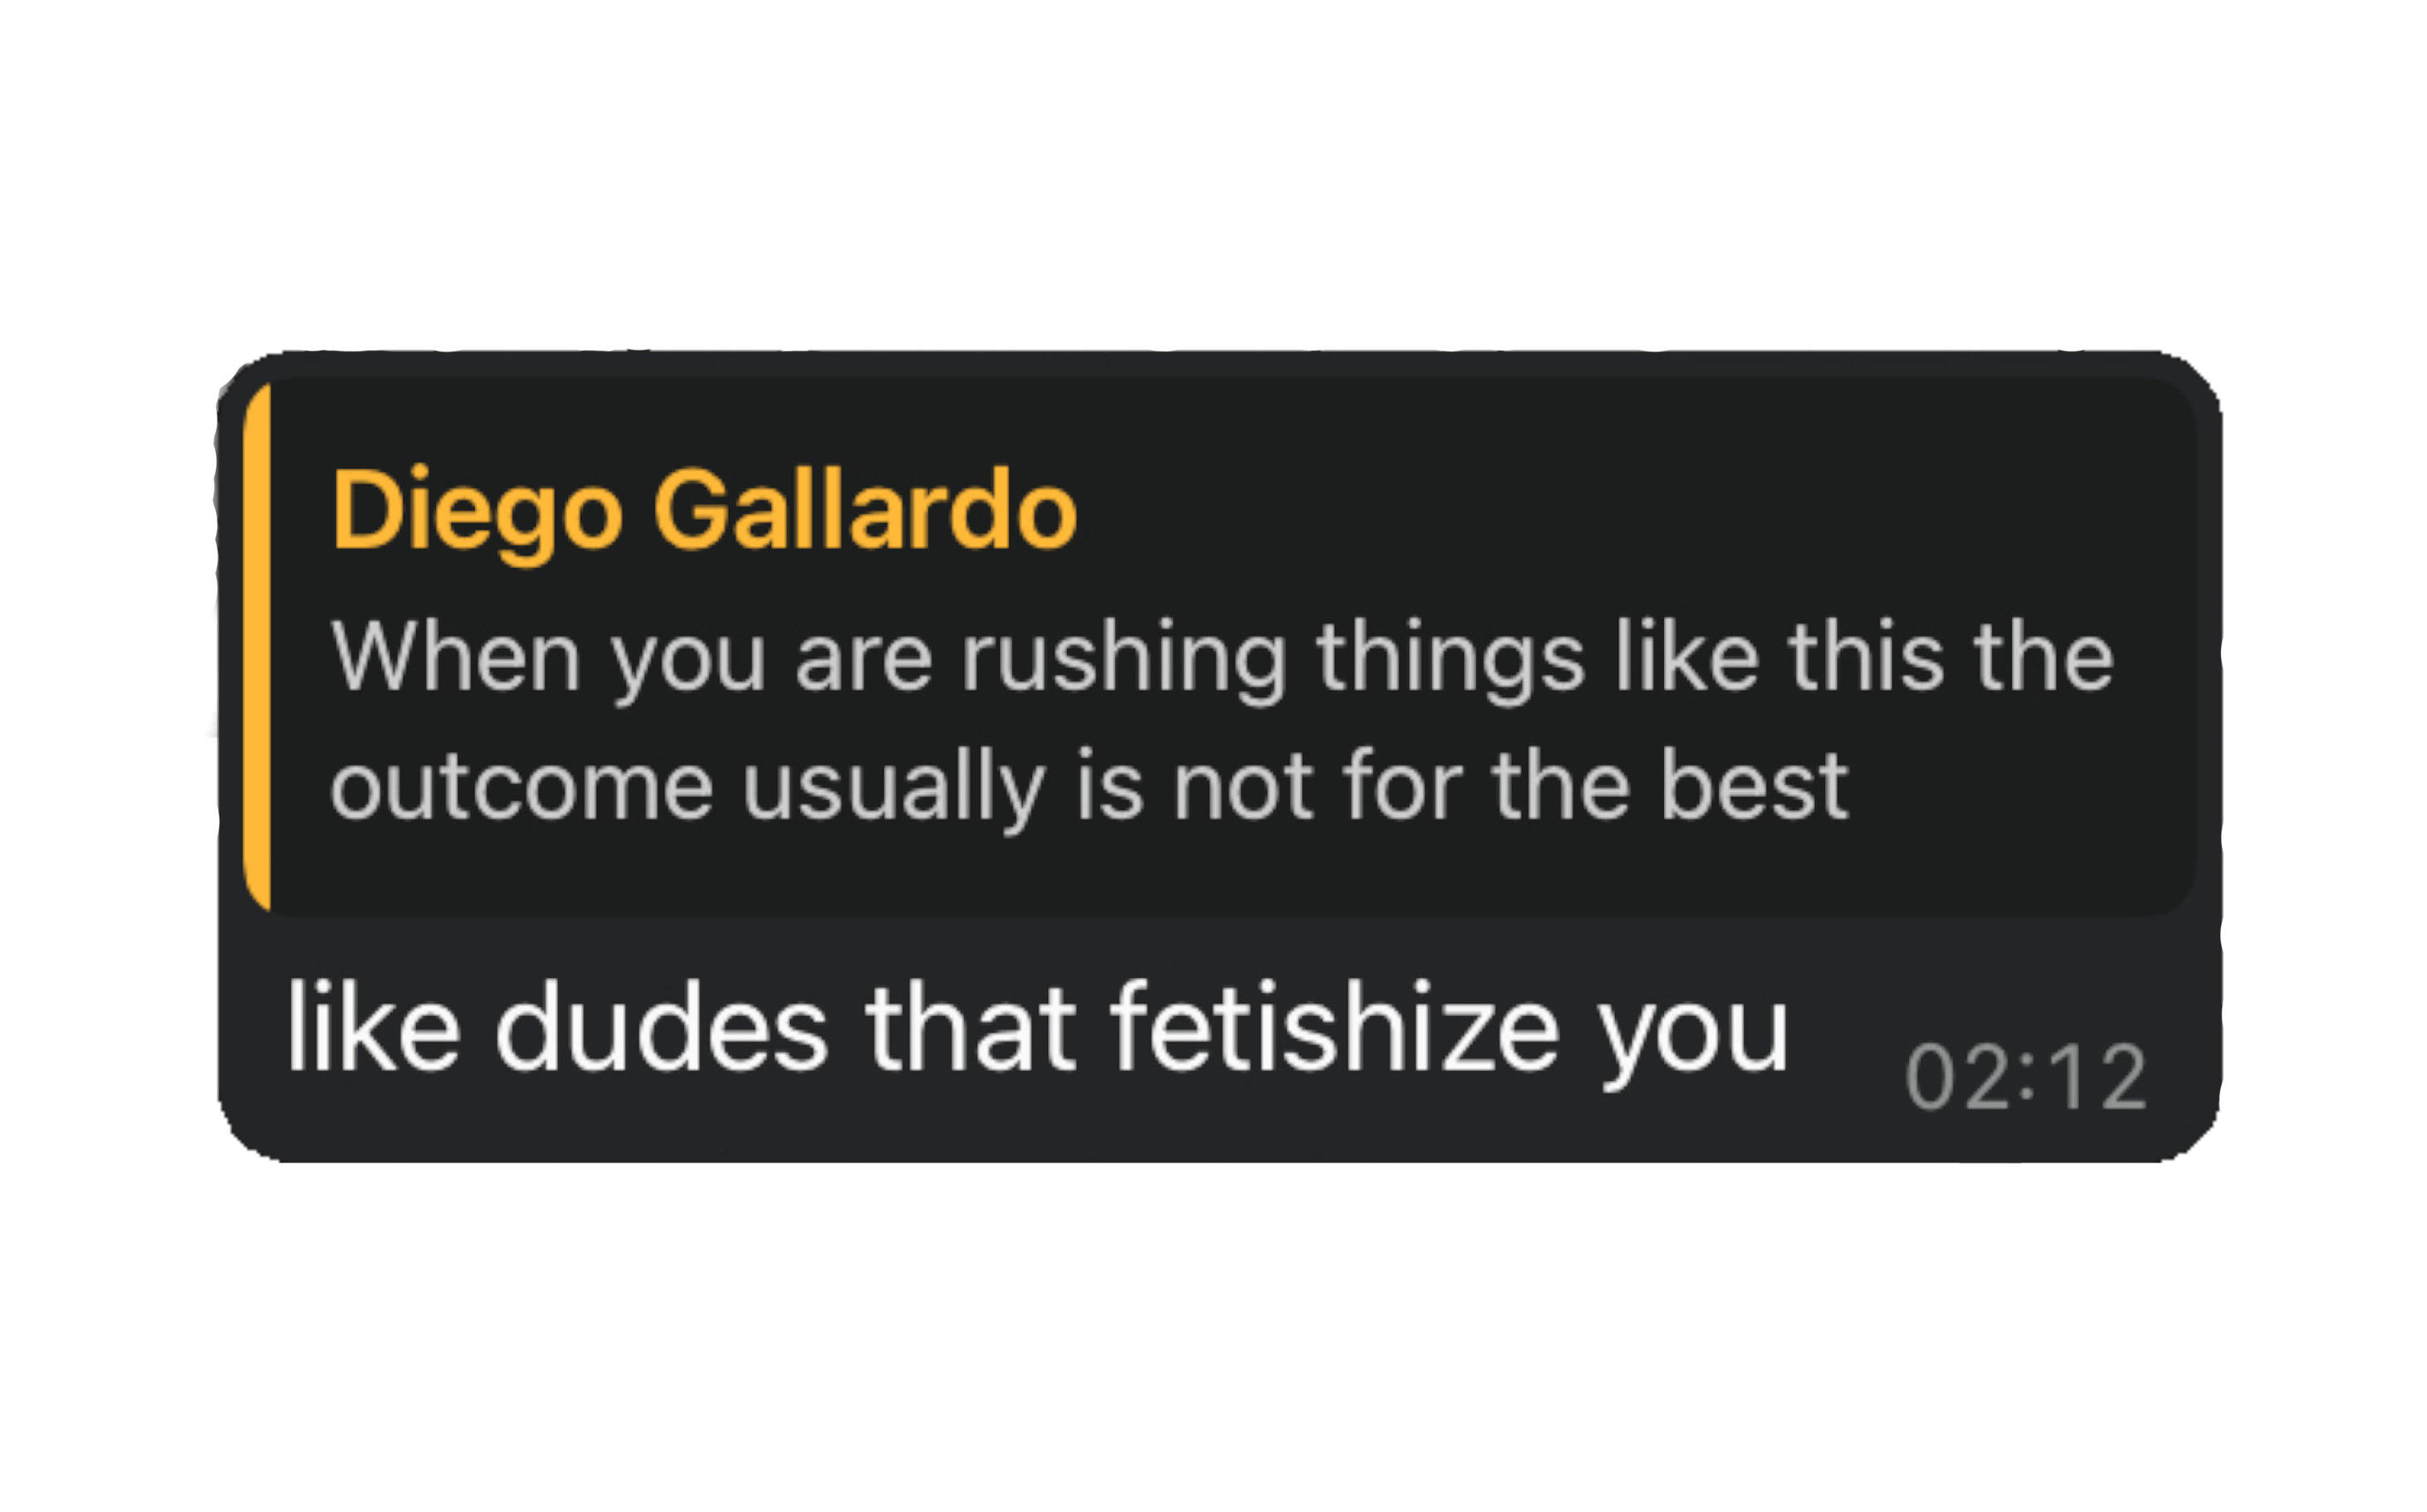 Diego Gallardo
When you are rushing things like this the
outcome usually is not for the best
like dudes that fetishize you
02:12